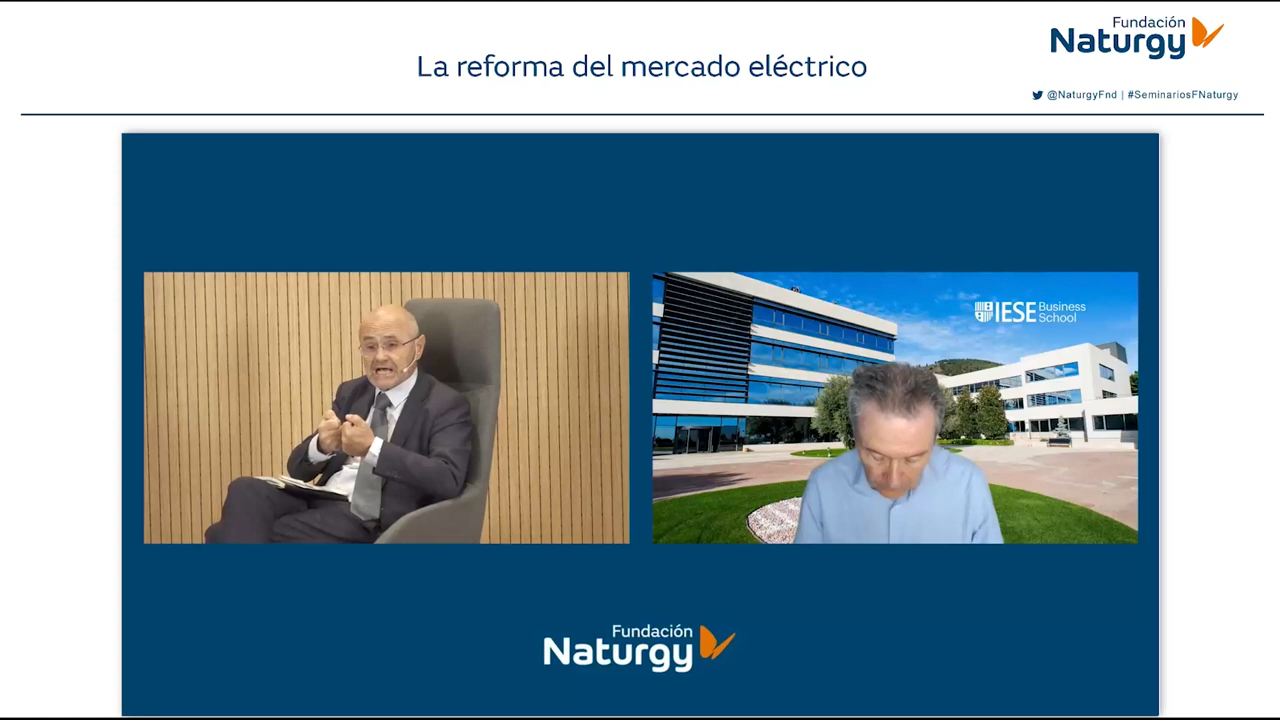 La reforma del mercado eléctrico
Fundación
Naturgy
@NaturgyFnd | #SeminariosFNaturgy
IESE Business
School
Fundación
Naturgy